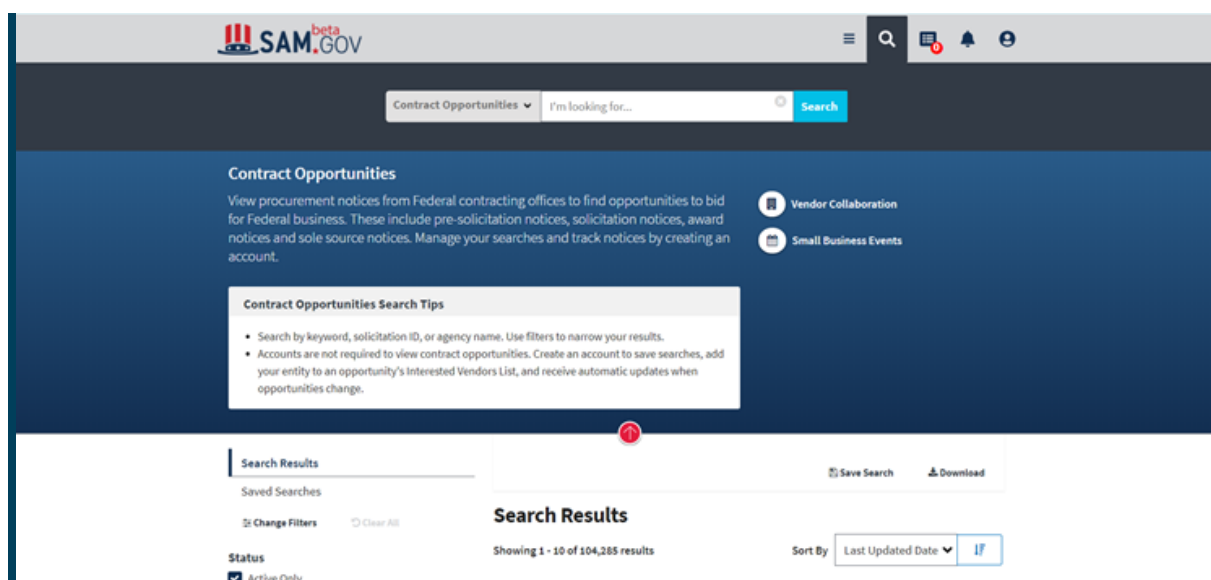 SAM.GOV beta
0
Contract Opportunities I'm looking for... Search
Contract Opportunities
View procurement notices from Federal contracting offices to find opportunities to bid
for Federal business. These include pre-solicitation notices, solicitation notices, award
notices and sole source notices. Manage your searches and track notices by creating an
account.
Vendor Collaboration
Small Business Events
Contract Opportunities Search Tips
• Search by keyword, solicitation ID, or agency name. Use filters to narrow your results.
• Accounts are not required to view contract opportunities. Create an account to save searches, add
your entity to an opportunity's Interested Vendors List, and receive automatic updates when
opportunities change.
Search Results
Saved Searches
Change Filters Clear All
Status
Active Only
Save Search Download
Search Results
Showing 1 - 10 of 104,285 results
Sort By Last Updated Date